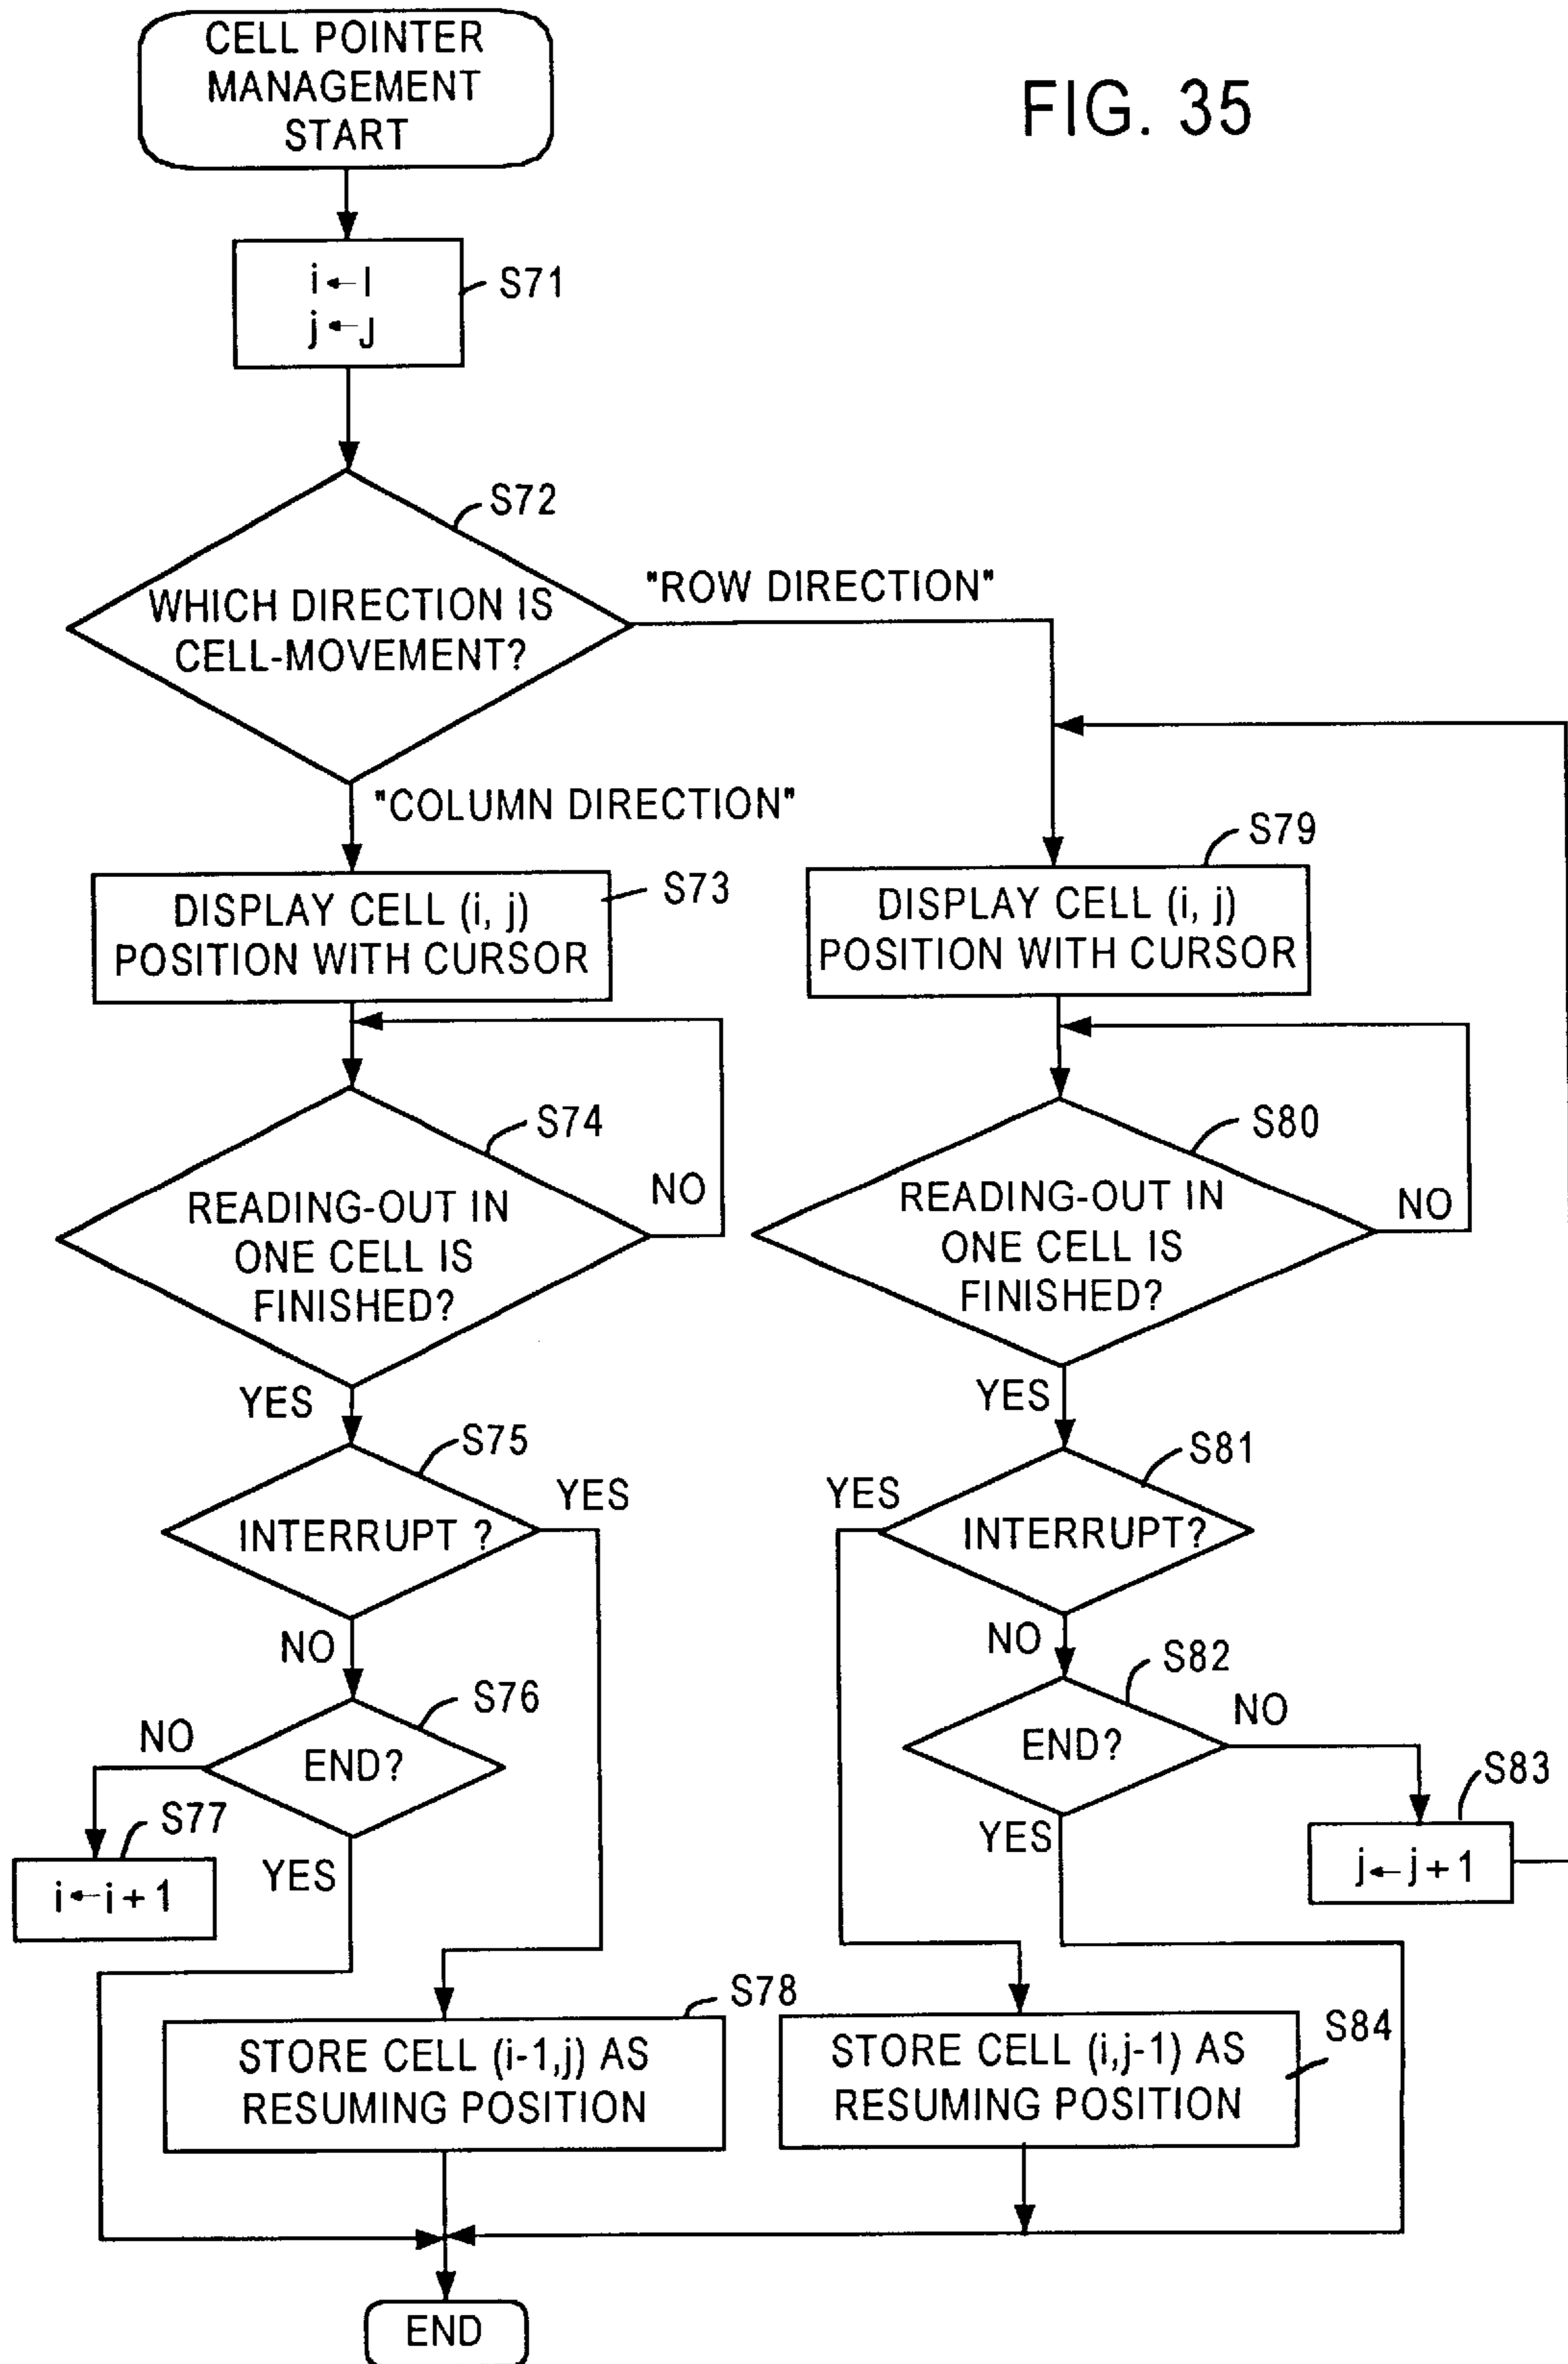 CELL POINTER
MANAGEMENT
START
FIG. 35
i←I
j←J
S71
S72
WHICH DIRECTION IS
CELL-MOVEMENT?
"ROW DIRECTION"
"COLUMN DIRECTION"
S73
DISPLAY CELL (i, j)
POSITION WITH CURSOR
S79
DISPLAY CELL (i, j)
POSITION WITH CURSOR
S74
READING-OUT IN
ONE CELL IS
FINISHED?
NO
YES
S80
READING-OUT IN
ONE CELL IS
FINISHED?
NO
YES
S75
INTERRUPT ?
YES
NO
S81
YES
INTERRUPT?
NO
S76
NO
END?
YES
S77
i←i+1
S82
END?
NO
YES
S83
j←j+1
S78
STORE CELL (i-1,j) AS
RESUMING POSITION
S84
STORE CELL (i,j-1) AS
RESUMING POSITION
END